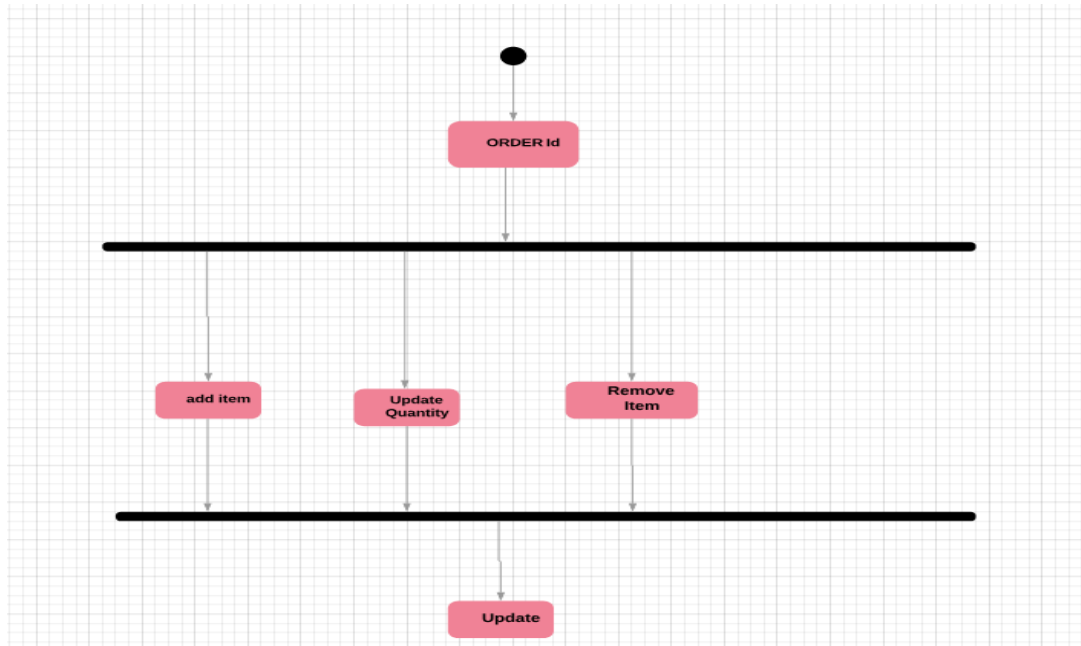 ORDER Id
add item
Update
Quantity
Remove
Item
Update